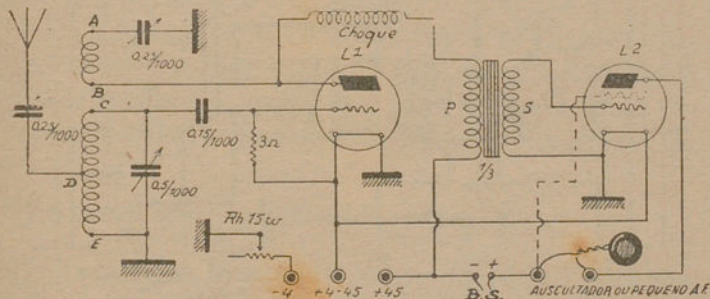 A
0,25/1000
Choque
L1
L2
B
C
0,25/1000
0,15/1000
3Ω
P
S
D
0,5/1000
1/3
E
Rh 15 w
-4
+4-45
+45
- +
B.S.
AUSCULTADOR OU PEQUENO A.F.